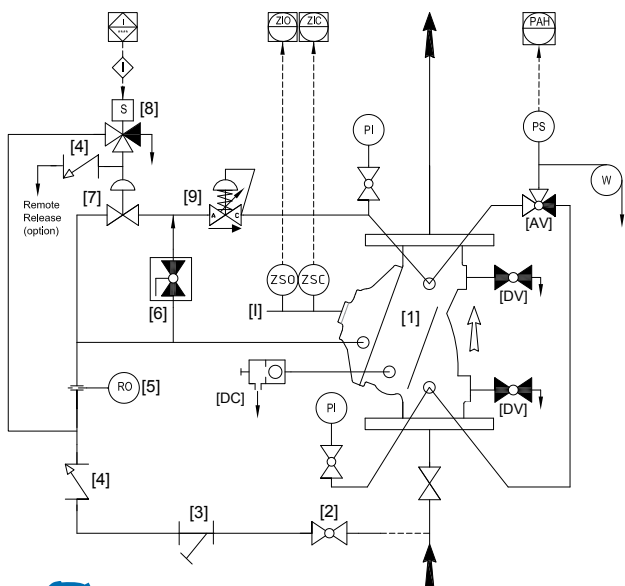 I
****
ZIO
ZIC
PAH
I
S
[8]
[4]
PI
PS
[7]
[9]
W
Remote
Release
(option)
A
C
[AV]
[6]
[I]
ZSO
ZSC
[1]
[DV]
[DC]
RO
[5]
PI
[DV]
[4]
[3]
[2]